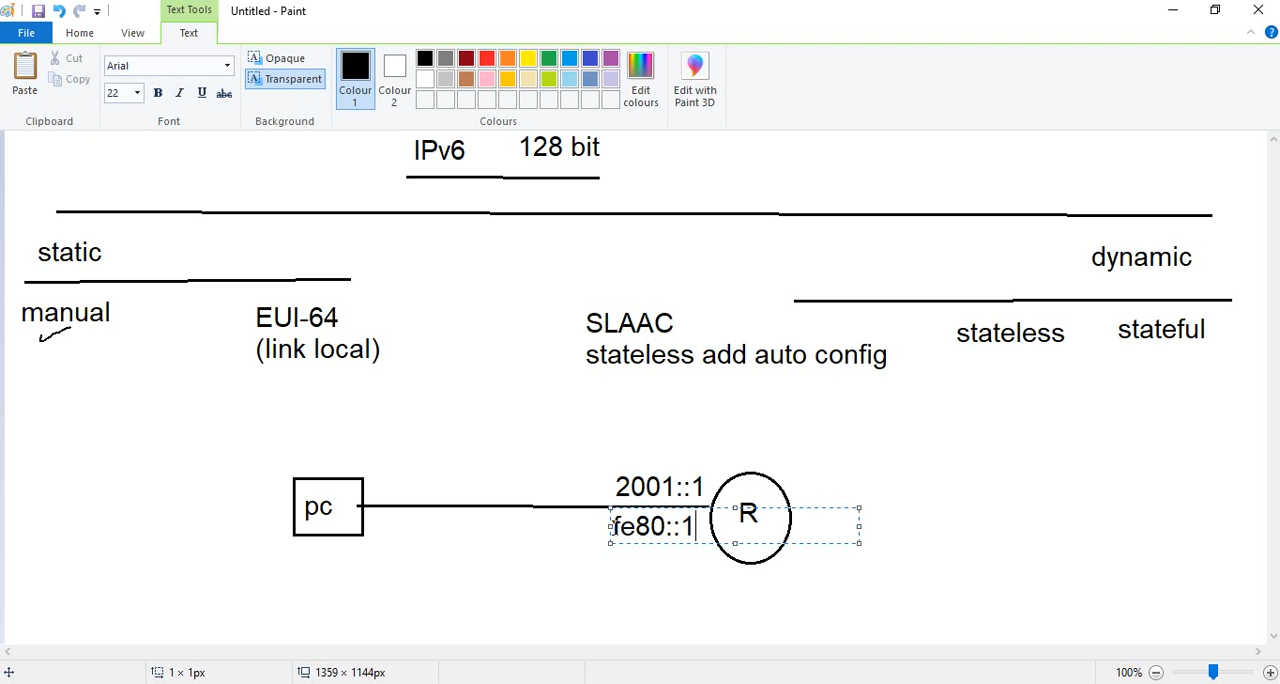 Text Tools
Untitled - Paint
File
Home
View
Text
Paste
Cut
Copy
Clipboard
Arial
22
B I U abc
Font
Opaque
Transparent
Background
Colour 1
Colour 2
Edit colours
Colours
Edit with Paint 3D
IPv6 128 bit
static
dynamic
manual
EUI-64
(link local)
SLAAC
stateless add auto config
stateless
stateful
pc
2001::1
R
fe80::1
1 × 1px
1359 × 1144px
100%